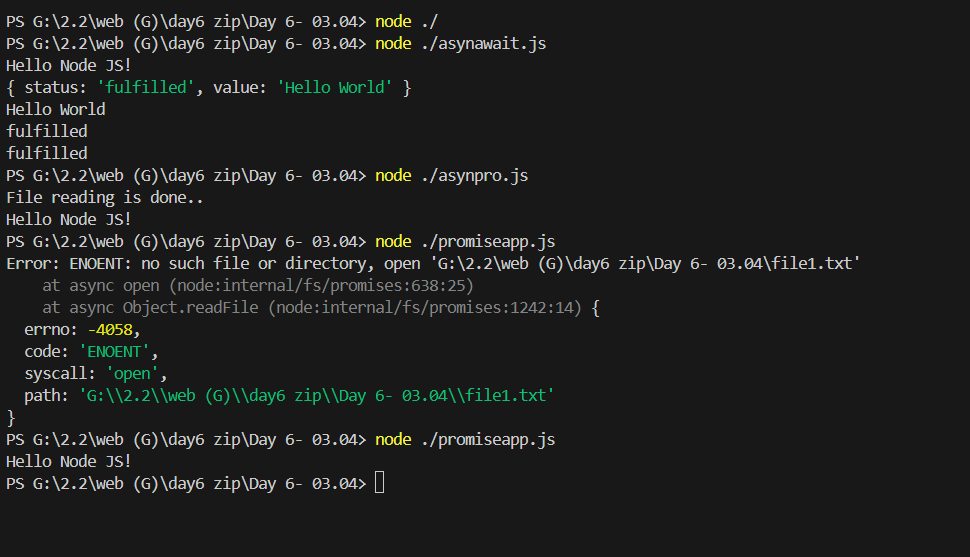 PS G:\2.2\web (G)\day6 zip\Day 6- 03.04> node ./
PS G:\2.2\web (G)\day6 zip\Day 6- 03.04> node ./asynawait.js
Hello Node JS!
{ status: 'fulfilled', value: 'Hello World' }
Hello World
fulfilled
fulfilled
PS G:\2.2\web (G)\day6 zip\Day 6- 03.04> node ./asynpro.js
File reading is done..
Hello Node JS!
PS G:\2.2\web (G)\day6 zip\Day 6- 03.04> node ./promiseapp.js
Error: ENOENT: no such file or directory, open 'G:\2.2\web (G)\day6 zip\Day 6- 03.04\file1.txt'
    at async open (node:internal/fs/promises:638:25)
    at async Object.readFile (node:internal/fs/promises:1242:14) {
  errno: -4058,
  code: 'ENOENT',
  syscall: 'open',
  path: 'G:\\2.2\\web (G)\\day6 zip\\Day 6- 03.04\\file1.txt'
}
PS G:\2.2\web (G)\day6 zip\Day 6- 03.04> node ./promiseapp.js
Hello Node JS!
PS G:\2.2\web (G)\day6 zip\Day 6- 03.04>